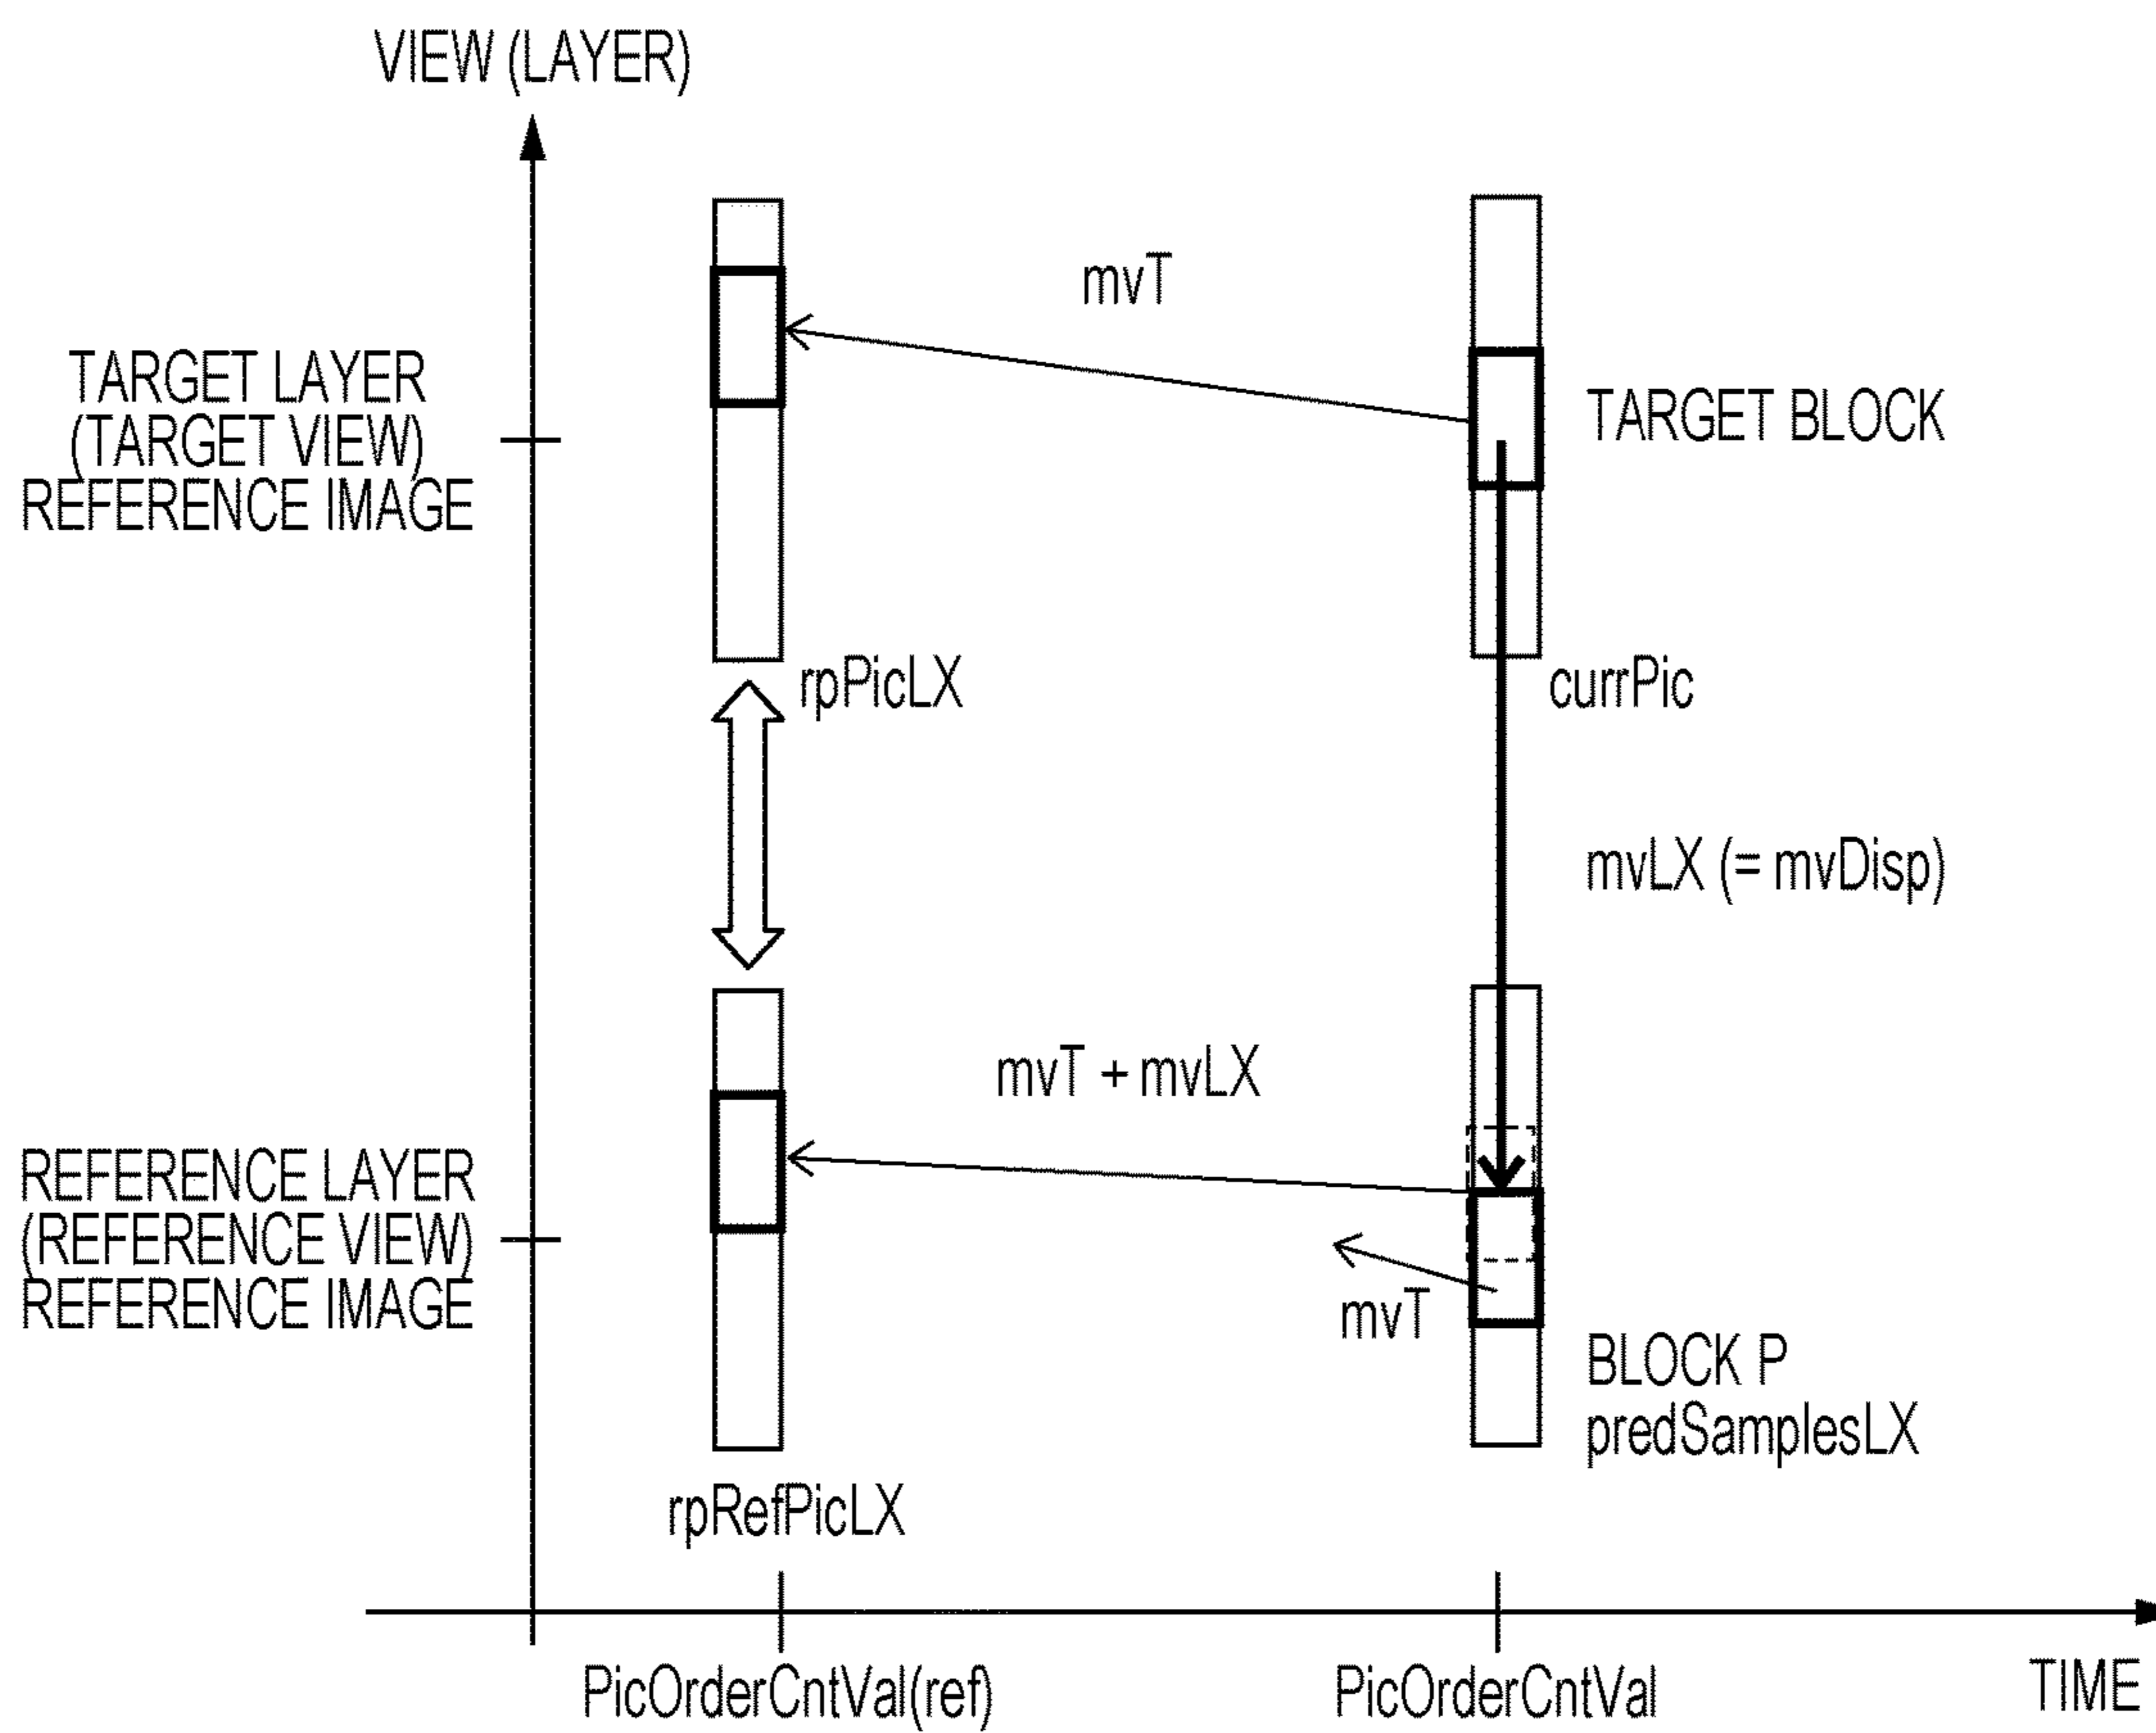 VIEW (LAYER)
mvT
TARGET LAYER
(TARGET VIEW)
REFERENCE IMAGE
TARGET BLOCK
rpPicLX
currPic
mvLX (= mvDisp)
mvT + mvLX
REFERENCE LAYER
(REFERENCE VIEW)
REFERENCE IMAGE
mvT
BLOCK P
predSamplesLX
rpRefPicLX
PicOrderCntVal(ref)
PicOrderCntVal
TIME